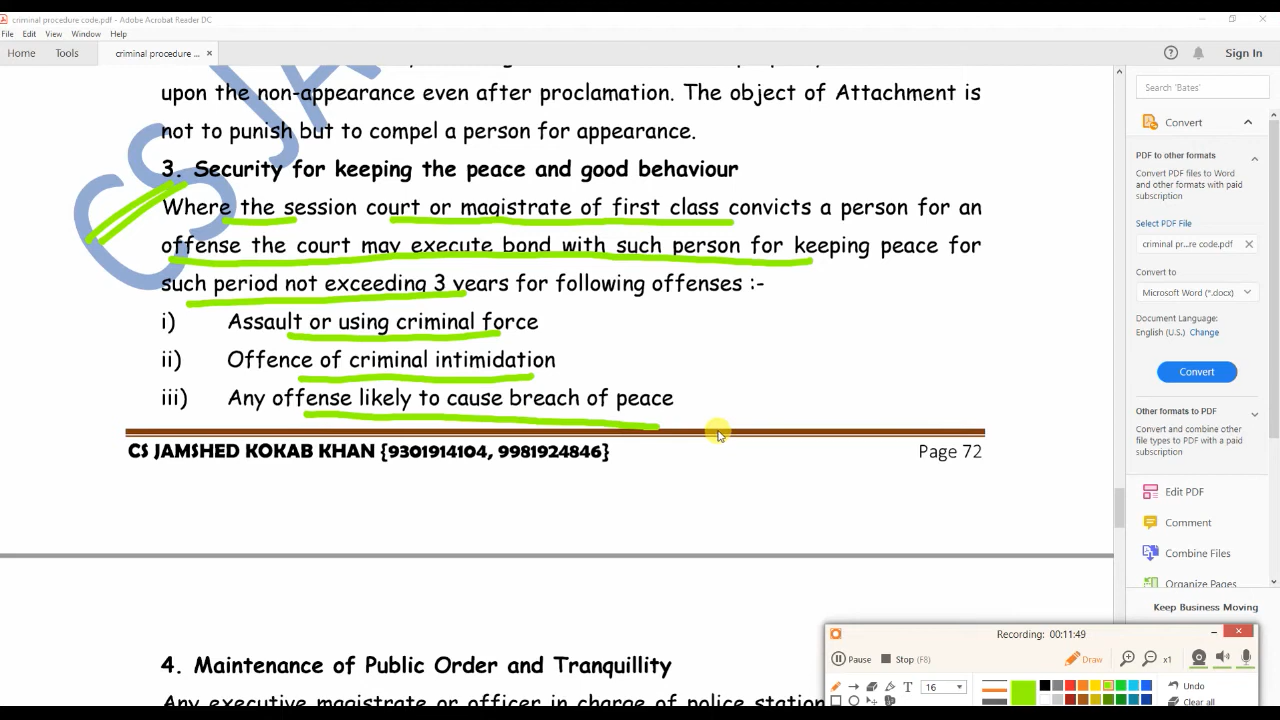 criminal procedure code.pdf - Adobe Acrobat Reader DC
File Edit View Window Help
Home Tools criminal procedure ... × Sign In
upon the non-appearance even after proclamation. The object of Attachment is
not to punish but to compel a person for appearance.
3. Security for keeping the peace and good behaviour
Where the session court or magistrate of first class convicts a person for an
offense the court may execute bond with such person for keeping peace for
such period not exceeding 3 years for following offenses :-
i) Assault or using criminal force
ii) Offence of criminal intimidation
iii) Any offense likely to cause breach of peace
CS JAMSHED KOKAB KHAN {9301914104, 9981924846} Page 72
4. Maintenance of Public Order and Tranquillity
CS JA
Search 'Bates'
Convert
PDF to other formats
Convert PDF files to Word
and other formats with paid
subscription
Select PDF File
criminal pr...re code.pdf
Convert to
Microsoft Word (*.docx)
Document Language:
English (U.S.) Change
Convert
Other formats to PDF
Convert and combine other
file types to PDF with a paid
subscription
Edit PDF
Comment
Combine Files
Organize Pages
Keep Business Moving
Recording: 00:11:49
Pause Stop (F8) Draw x1
T 16 Undo
Clear all